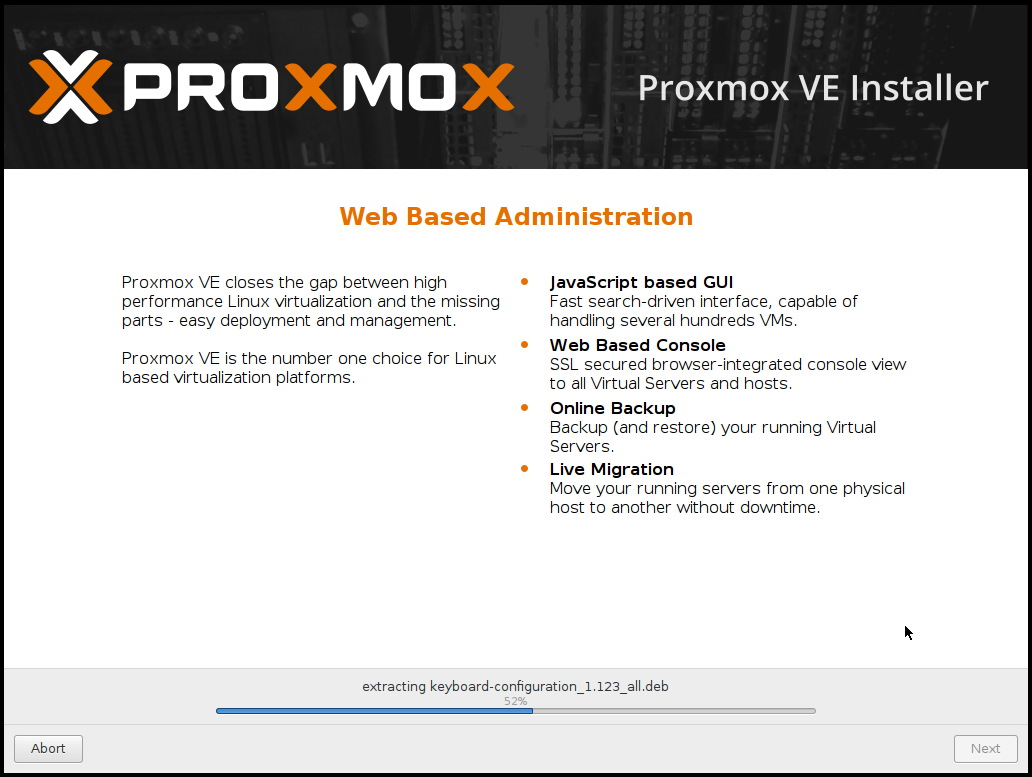 PROXMOX
Proxmox VE Installer
Web Based Administration
Proxmox VE closes the gap between high
performance Linux virtualization and the missing
parts - easy deployment and management.
Proxmox VE is the number one choice for Linux
based virtualization platforms.
JavaScript based GUI
Fast search-driven interface, capable of
handling several hundreds VMs.
Web Based Console
SSL secured browser-integrated console view
to all Virtual Servers and hosts.
Online Backup
Backup (and restore) your running Virtual
Servers.
Live Migration
Move your running servers from one physical
host to another without downtime.
extracting keyboard-configuration_1.123_all.deb
52%
Abort
Next